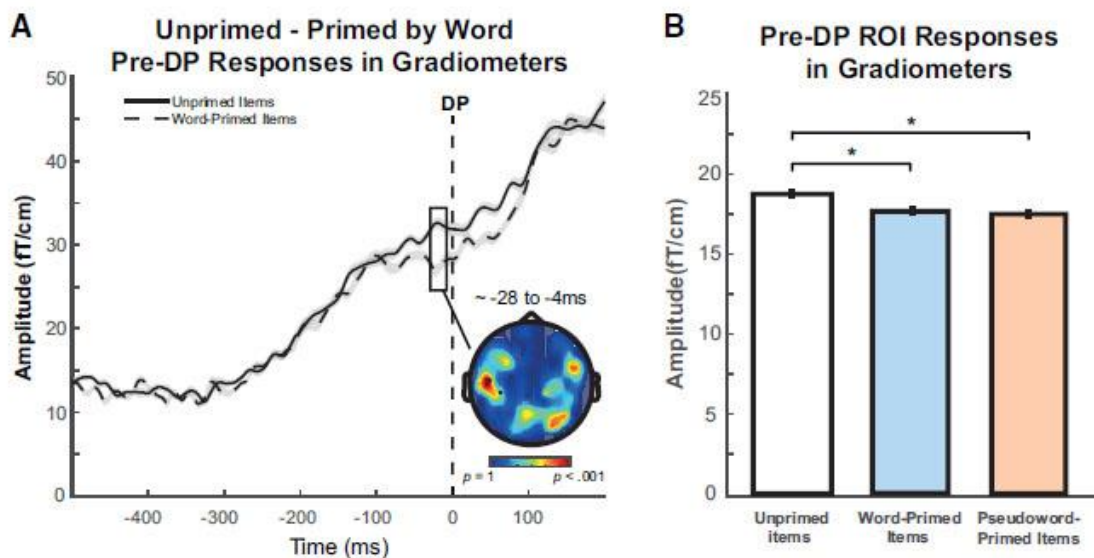 A
Unprimed - Primed by Word
Pre-DP Responses in Gradiometers
Unprimed Items
Word-Primed Items
DP
50
40
30
20
10
0
Amplitude (fT/cm)
~ -28 to -4ms
p = 1
p < .001
-400
-300
-200
-100
0
100
Time (ms)
B
Pre-DP ROI Responses
in Gradiometers
25
20
15
10
5
0
Amplitude(fT/cm)
*
*
Unprimed
items
Word-Primed
Items
Pseudoword-
Primed Items